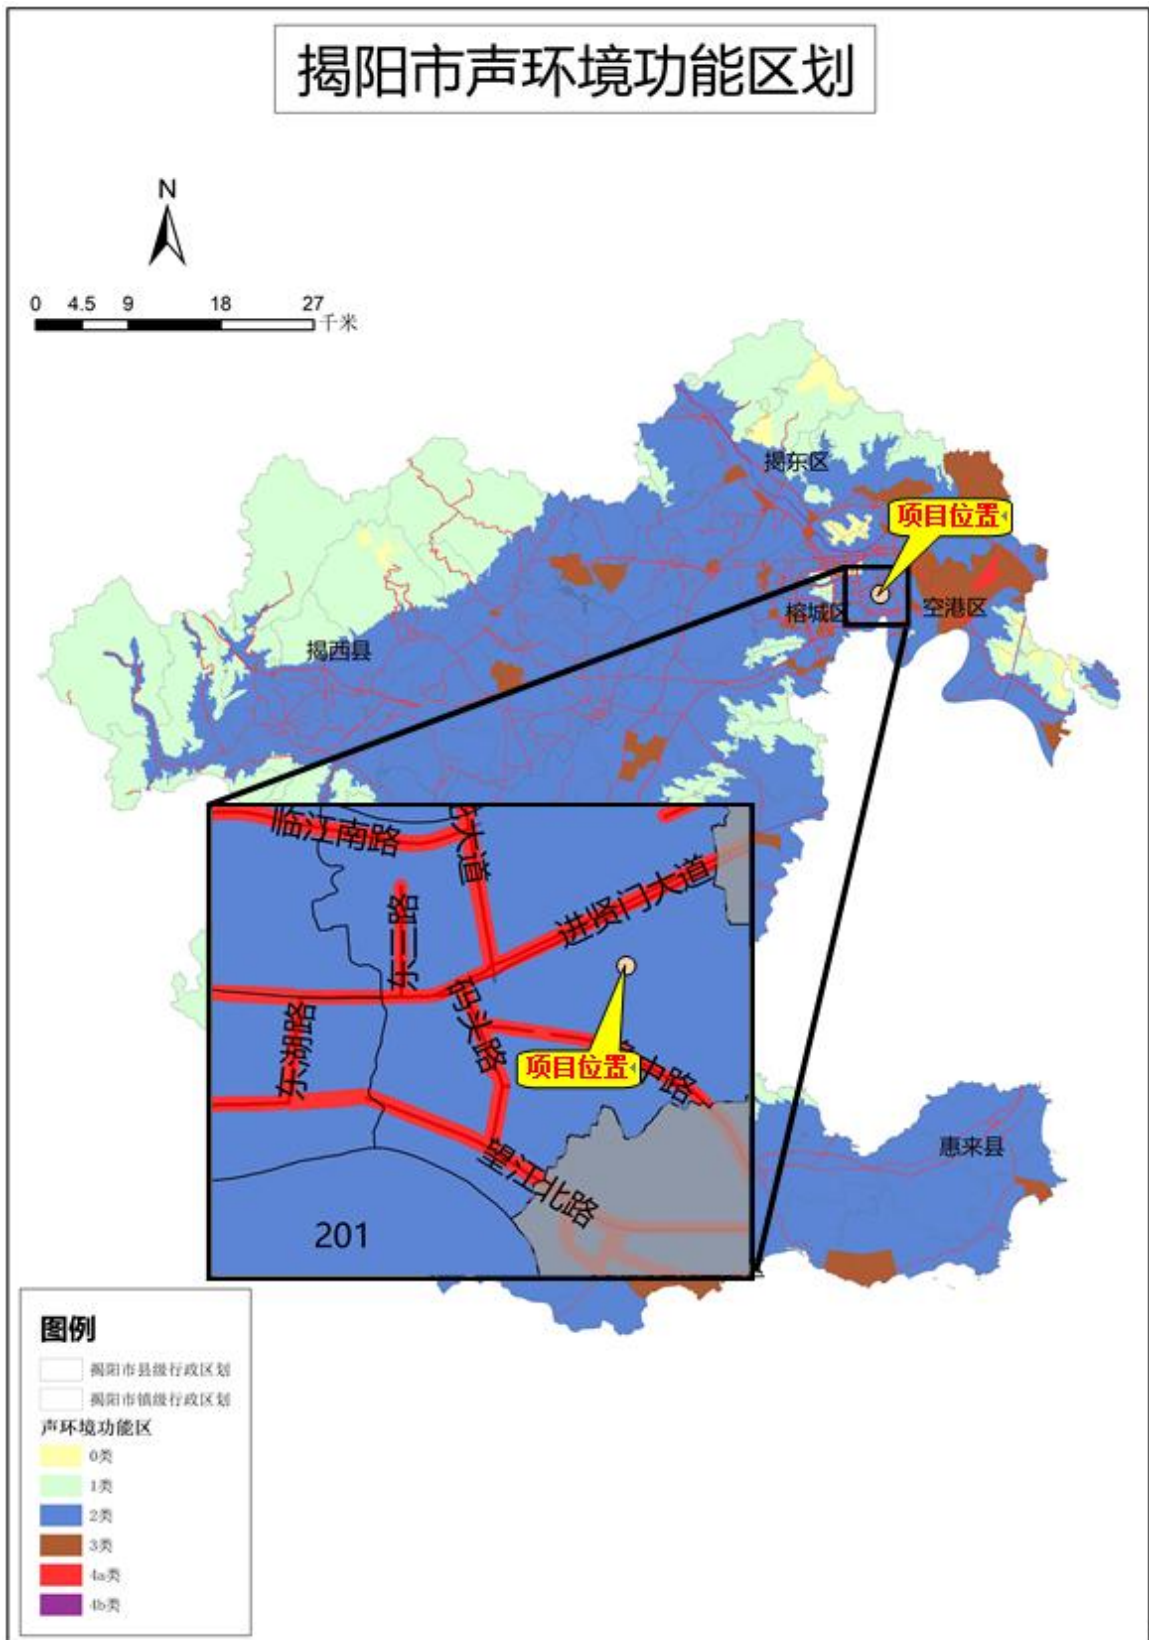 揭阳市声环境功能区划
N
0 4.5 9 18 27
千米
揭东区
项目位置
榕城区
空港区
揭西县
临江南路
大道
东二路
进贤门大道
东湖路
码头路
项目位置
中路
望江北路
201
惠来县
图例
揭阳市县级行政区划
揭阳市镇级行政区划
声环境功能区
0类
1类
2类
3类
4a类
4b类